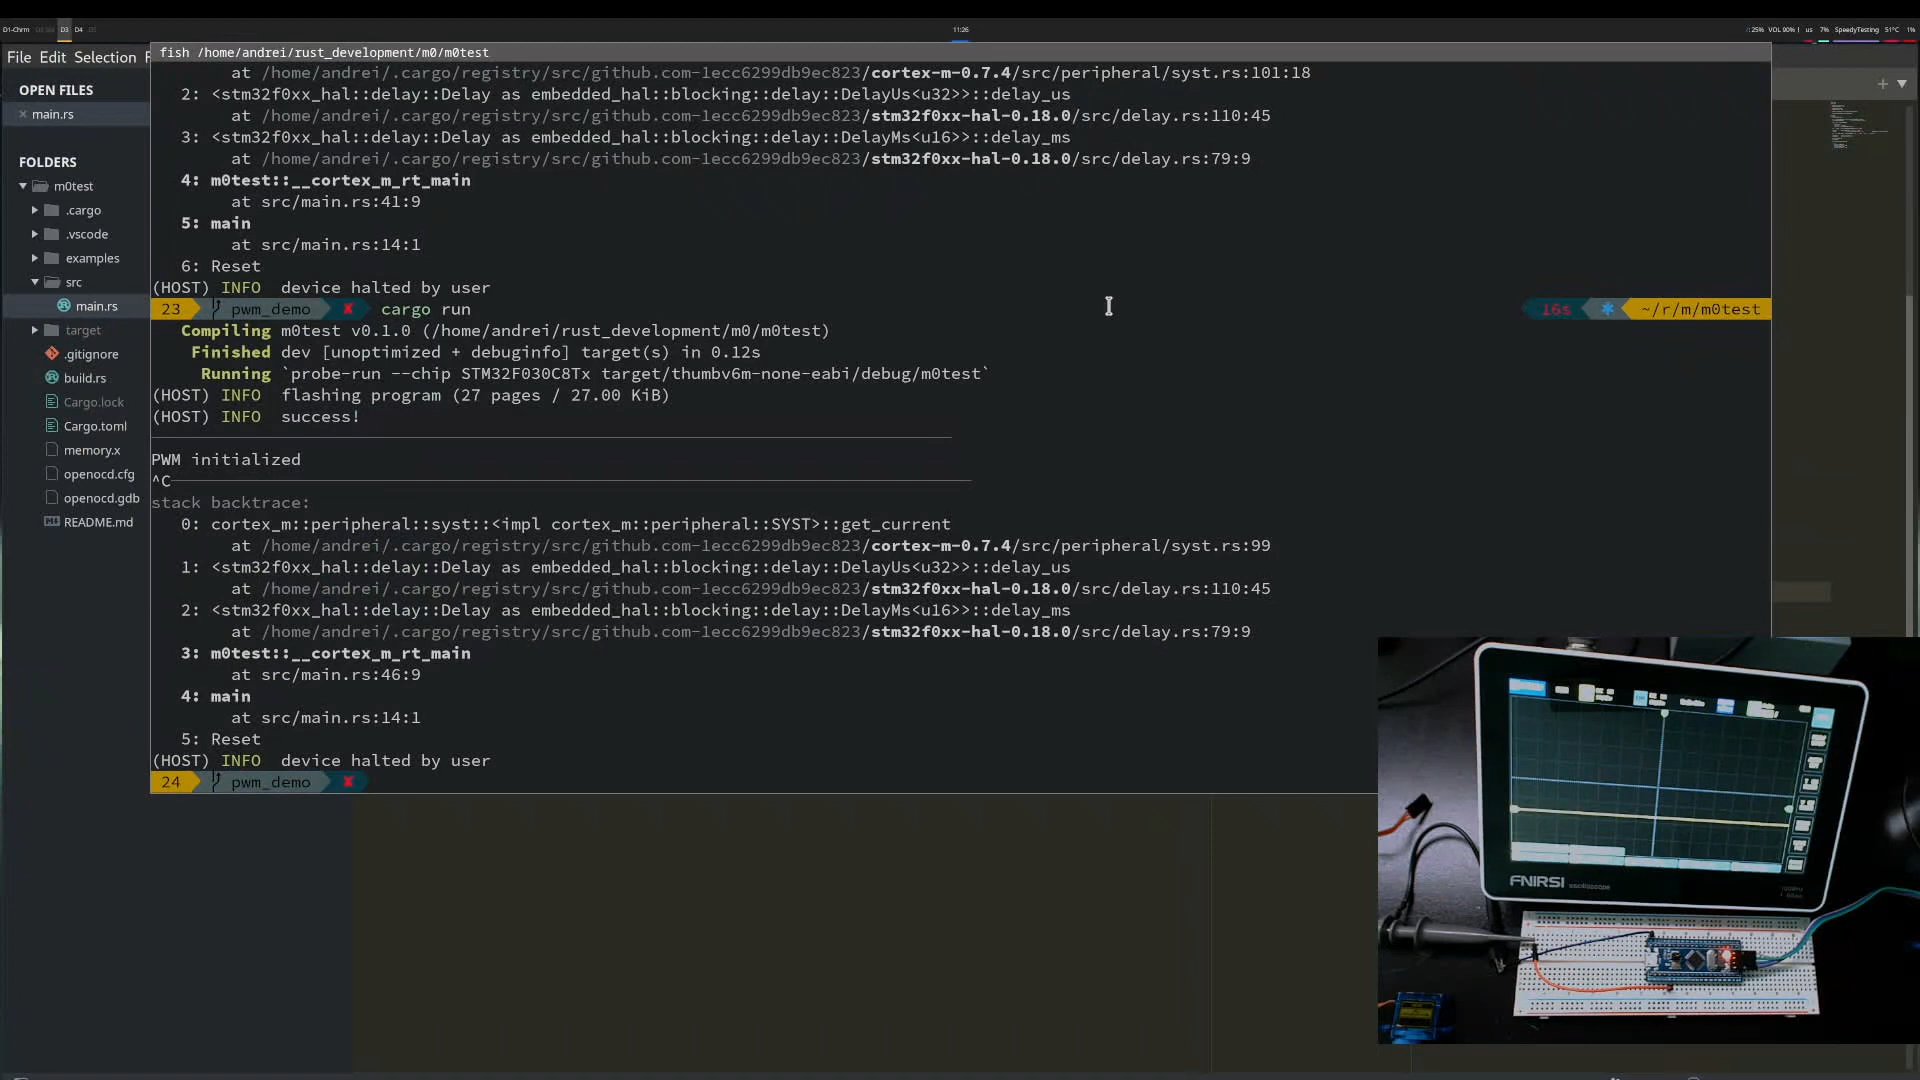 D1-Chrm D3 D4
11:26
25% VOL 90% | us 7% SpeedyTesting 51°C 1%
File Edit Selection F
fish /home/andrei/rust_development/m0/m0test
OPEN FILES
main.rs
FOLDERS
m0test
.cargo
.vscode
examples
src
main.rs
target
.gitignore
build.rs
Cargo.lock
Cargo.toml
memory.x
openocd.cfg
openocd.gdb
README.md
at /home/andrei/.cargo/registry/src/github.com-1ecc6299db9ec823/cortex-m-0.7.4/src/peripheral/syst.rs:101:18
2: <stm32f0xx_hal::delay::Delay as embedded_hal::blocking::delay::DelayUs<u32>>::delay_us
at /home/andrei/.cargo/registry/src/github.com-1ecc6299db9ec823/stm32f0xx-hal-0.18.0/src/delay.rs:110:45
3: <stm32f0xx_hal::delay::Delay as embedded_hal::blocking::delay::DelayMs<u16>>::delay_ms
at /home/andrei/.cargo/registry/src/github.com-1ecc6299db9ec823/stm32f0xx-hal-0.18.0/src/delay.rs:79:9
4: m0test::__cortex_m_rt_main
at src/main.rs:41:9
5: main
at src/main.rs:14:1
6: Reset
(HOST) INFO  device halted by user
23 pwm_demo ✘ cargo run 16s * ~/r/m/m0test
Compiling m0test v0.1.0 (/home/andrei/rust_development/m0/m0test)
Finished dev [unoptimized + debuginfo] target(s) in 0.12s
Running `probe-run --chip STM32F030C8Tx target/thumbv6m-none-eabi/debug/m0test`
(HOST) INFO  flashing program (27 pages / 27.00 KiB)
(HOST) INFO  success!
PWM initialized
^C
stack backtrace:
0: cortex_m::peripheral::syst::<impl cortex_m::peripheral::SYST>::get_current
at /home/andrei/.cargo/registry/src/github.com-1ecc6299db9ec823/cortex-m-0.7.4/src/peripheral/syst.rs:99
1: <stm32f0xx_hal::delay::Delay as embedded_hal::blocking::delay::DelayUs<u32>>::delay_us
at /home/andrei/.cargo/registry/src/github.com-1ecc6299db9ec823/stm32f0xx-hal-0.18.0/src/delay.rs:110:45
2: <stm32f0xx_hal::delay::Delay as embedded_hal::blocking::delay::DelayMs<u16>>::delay_ms
at /home/andrei/.cargo/registry/src/github.com-1ecc6299db9ec823/stm32f0xx-hal-0.18.0/src/delay.rs:79:9
3: m0test::__cortex_m_rt_main
at src/main.rs:46:9
4: main
at src/main.rs:14:1
5: Reset
(HOST) INFO  device halted by user
24 pwm_demo ✘
FNIRSI oscilloscope